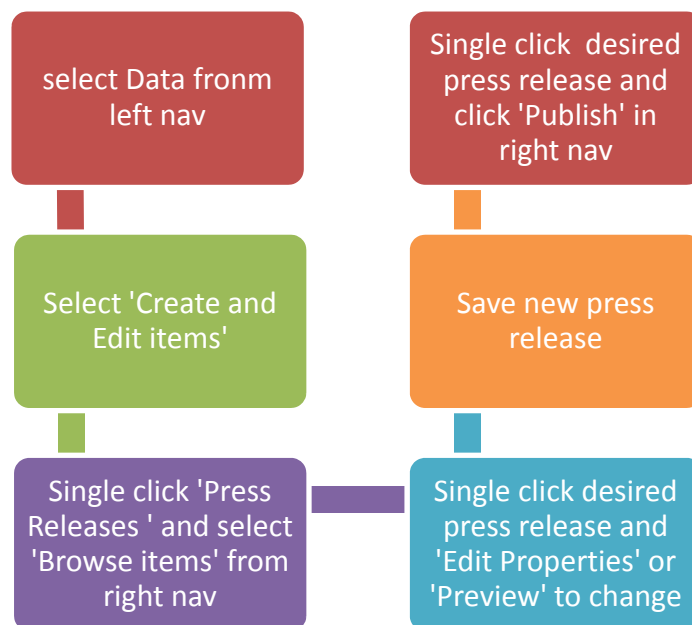 select Data fronm
left nav
Select 'Create and
Edit items'
Single click 'Press
Releases ' and select
'Browse items' from
right nav
Single click desired
press release and
'Edit Properties' or
'Preview' to change
Save new press
release
Single click  desired
press release and
click 'Publish' in
right nav